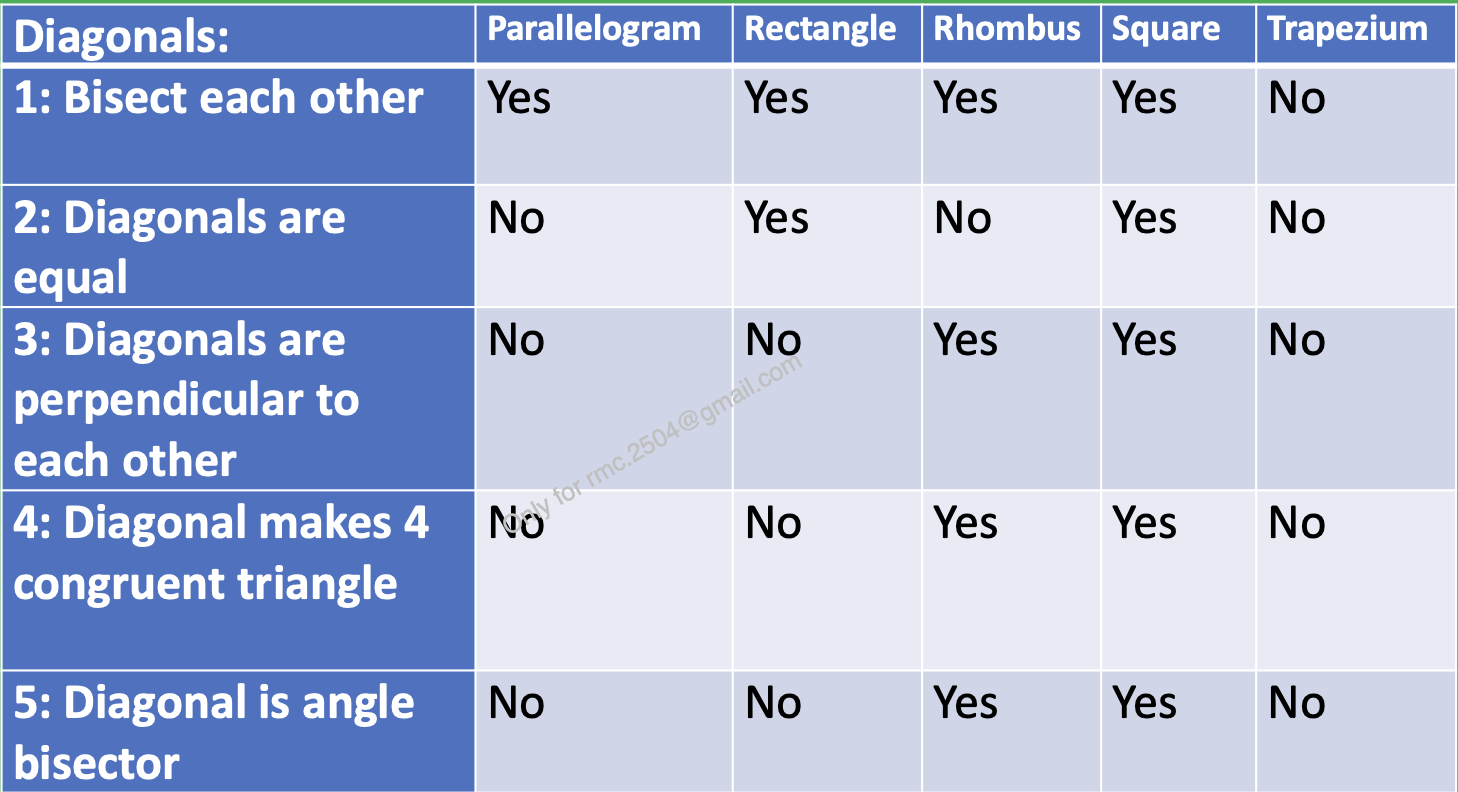 Diagonals: Parallelogram Rectangle Rhombus Square Trapezium
1: Bisect each other Yes Yes Yes Yes No
2: Diagonals are No Yes No Yes No
equal
3: Diagonals are No No Yes Yes No
perpendicular to
each other
4: Diagonal makes 4 No No Yes Yes No
congruent triangle
5: Diagonal is angle No No Yes Yes No
bisector
Only for rmc.2504@gmail.com